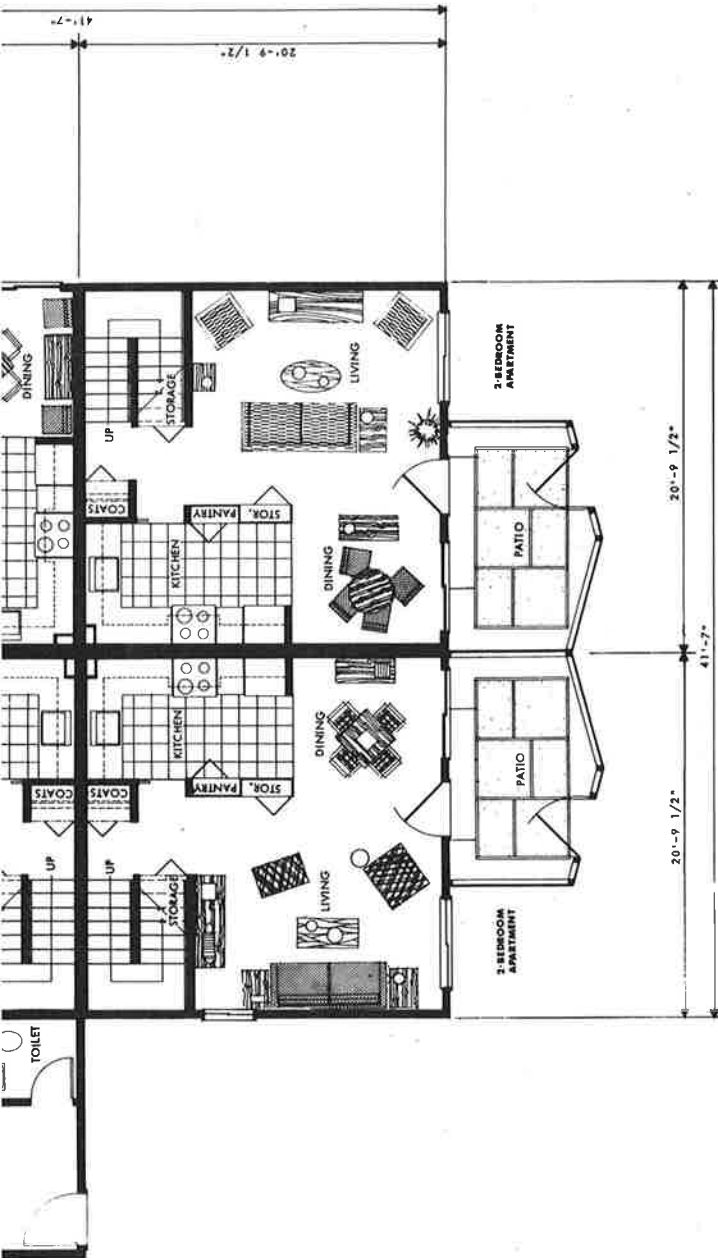 41'-7"
20'-9 1/2"
DINING
UP
STORAGE
LIVING
COATS
PANTRY
STOR.
KITCHEN
DINING
2-BEDROOM
APARTMENT
PATIO
20'-9 1/2"
41'-7"
KITCHEN
DINING
PANTRY
STOR.
COATS
COATS
UP
UP
STORAGE
LIVING
PATIO
2-BEDROOM
APARTMENT
20'-9 1/2"
TOILET